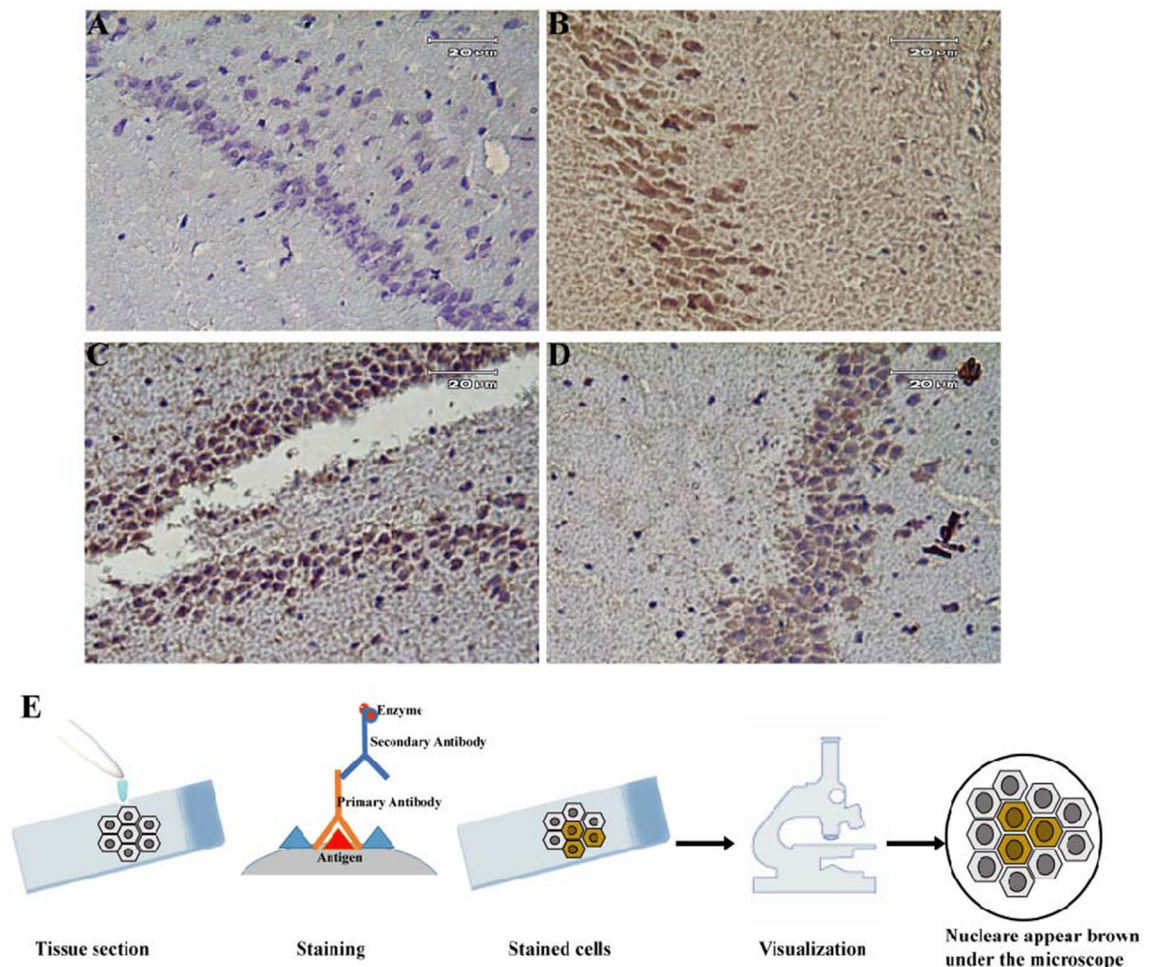 A
20 µm
B
20 µm
C
20 µm
D
20 µm
E
Enzyme
Secondary Antibody
Primary Antibody
Antigen
Tissue section
Staining
Stained cells
Visualization
Nucleare appear brown
under the microscope